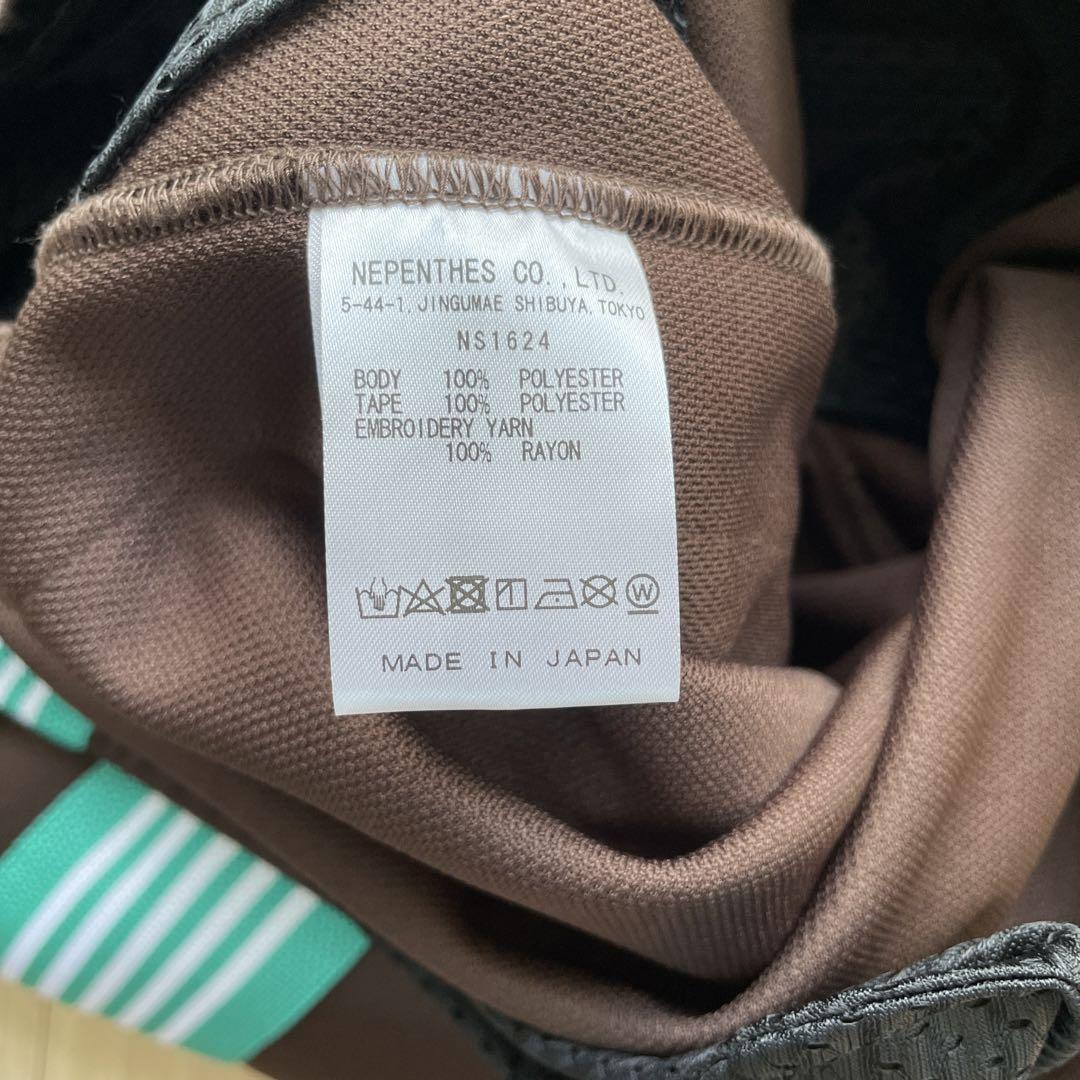 NEPENTHES CO.,LTD.
5-44-1, JINGUMAE SHIBUYA, TOKYO
NS1624
BODY 100% POLYESTER
TAPE 100% POLYESTER
EMBROIDERY YARN
100% RAYON
W
MADE IN JAPAN